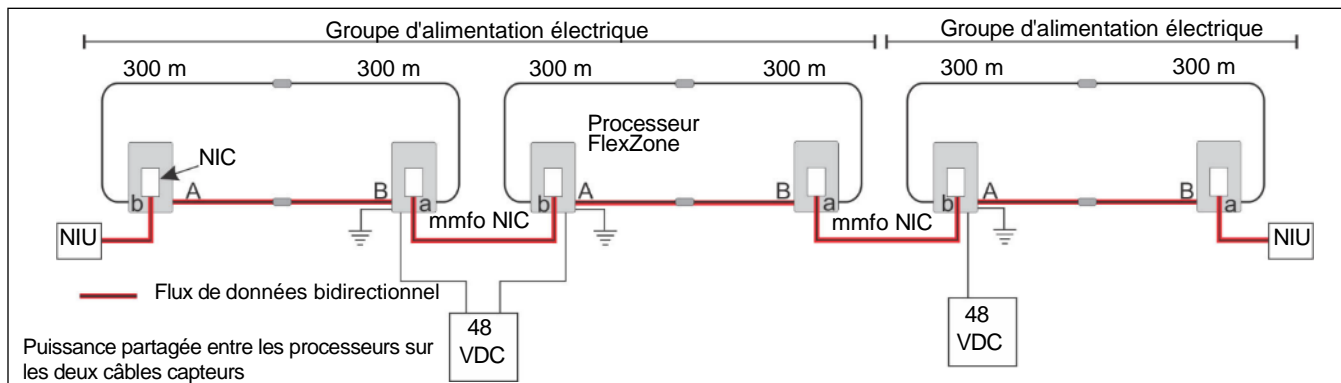 Groupe d'alimentation électrique
Groupe d'alimentation électrique
300 m
300 m
300 m
300 m
300 m
300 m
Processeur
FlexZone
NIC
b
A
B
a
b
A
B
a
b
A
B
a
mmfo NIC
mmfo NIC
NIU
NIU
Flux de données bidirectionnel
48
VDC
48
VDC
Puissance partagée entre les processeurs sur
les deux câbles capteurs